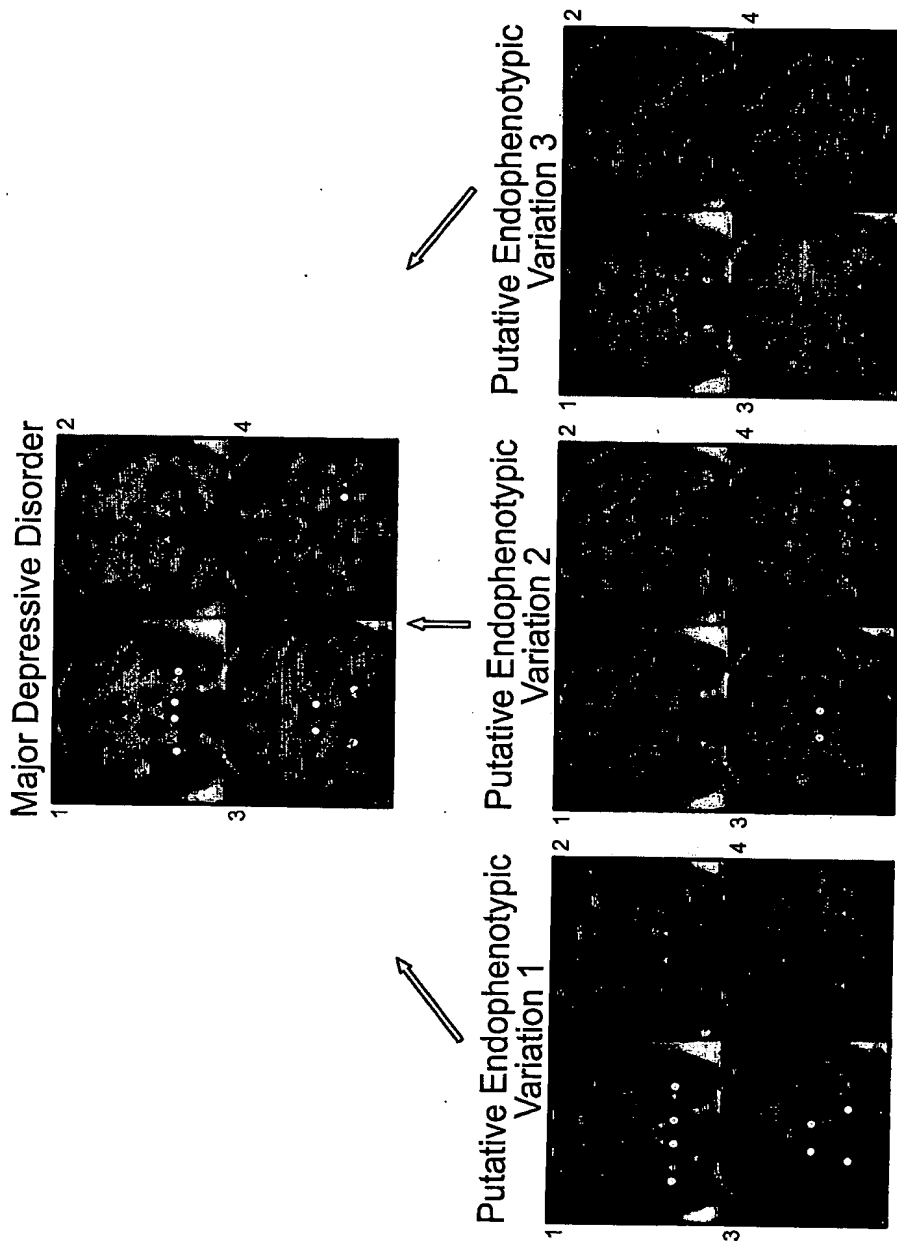 Major Depressive Disorder
1
2
3
4
Putative Endophenotypic
Variation 1
1
2
3
4
Putative Endophenotypic
Variation 2
1
2
3
4
Putative Endophenotypic
Variation 3
1
2
3
4